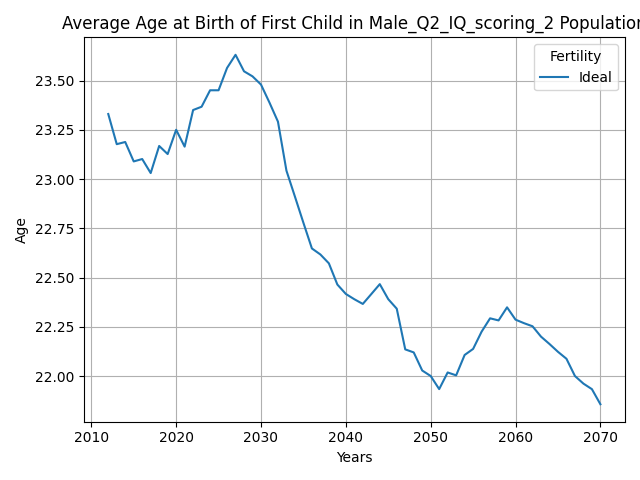 Average Age at Birth of First Child in Male_Q2_IQ_scoring_2 Population
Fertility
Ideal
23.50
23.25
23.00
22.75
22.50
22.25
22.00
Age
2010 2020 2030 2040 2050 2060 2070
Years